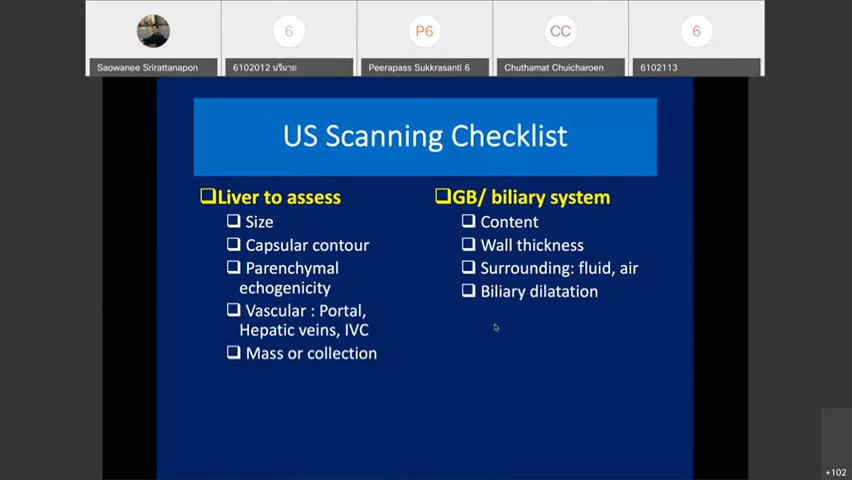 6
P6
CC
6
Saowanee Srirattanapon
6102012 นรีนาถ
Peerapass Sukkrasanti 6
Chuthamat Chuicharoen
6102113
US Scanning Checklist
Liver to assess
Size
Capsular contour
Parenchymal
echogenicity
Vascular : Portal,
Hepatic veins, IVC
Mass or collection
GB/ biliary system
Content
Wall thickness
Surrounding: fluid, air
Biliary dilatation
+102